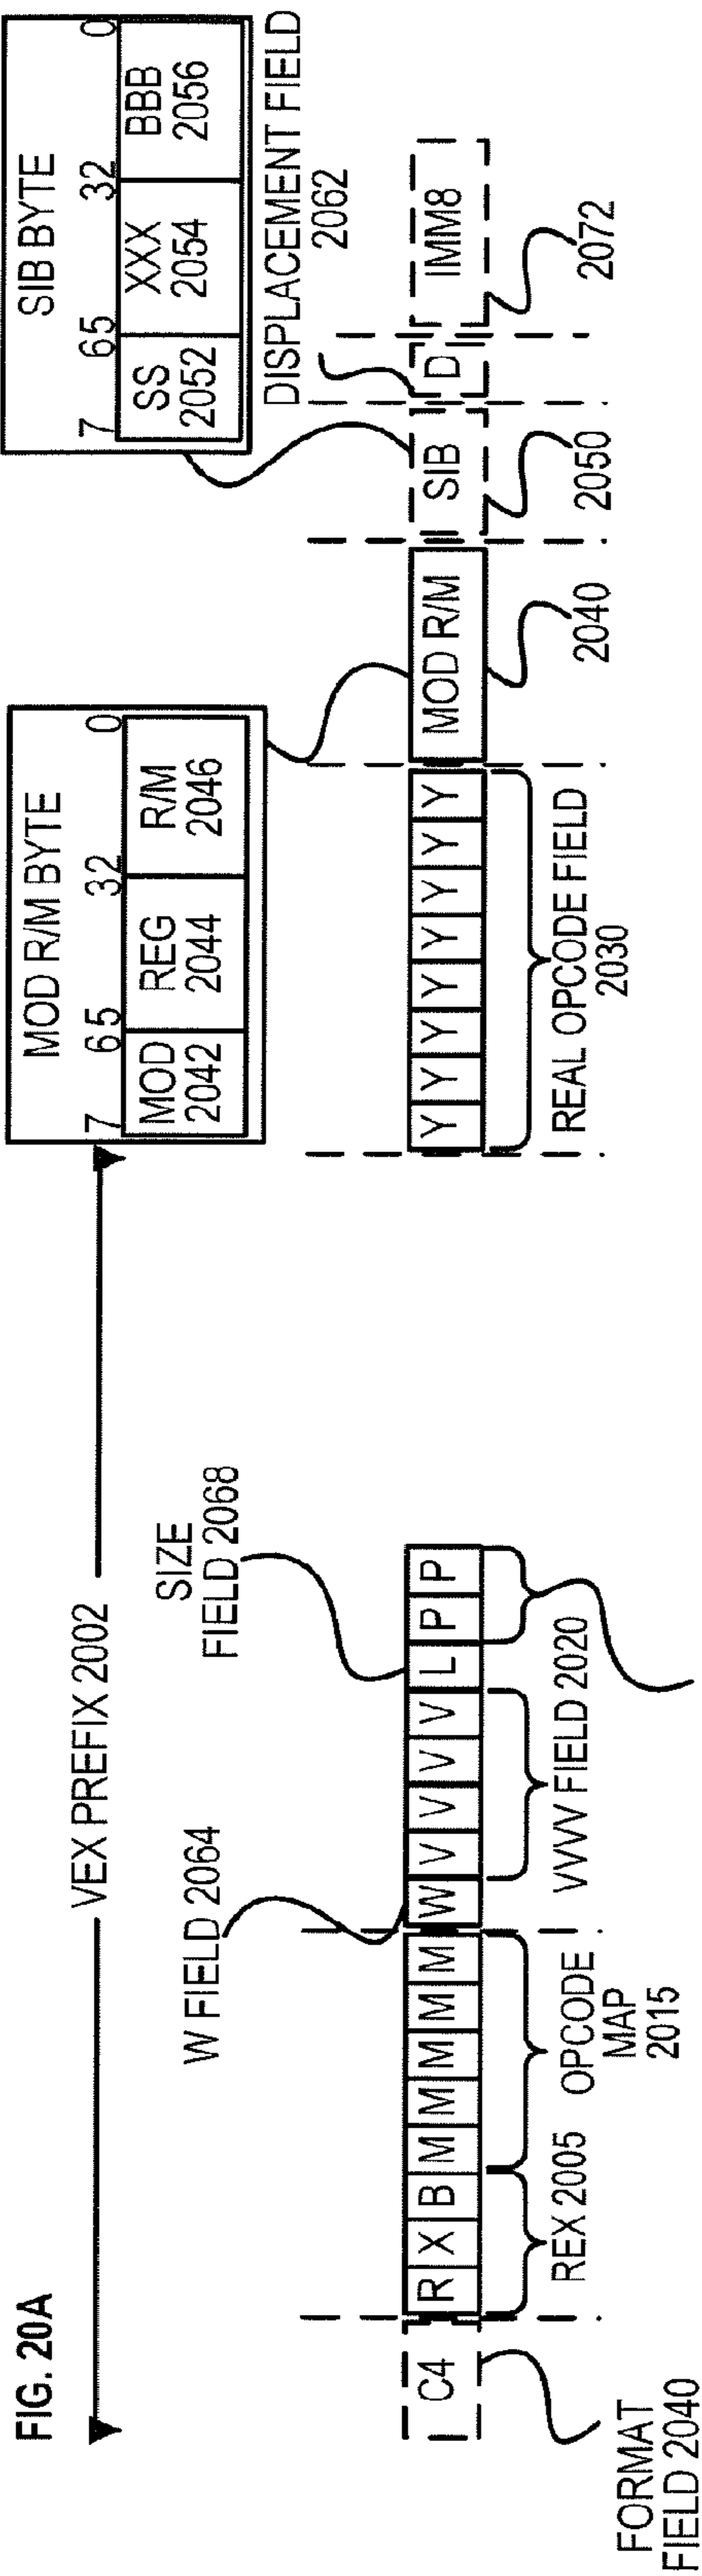 FIG. 20A
VEX PREFIX 2002
MOD R/M BYTE
7 6 5 3 2 0
MOD
2042
REG
2044
R/M
2046
SIB BYTE
7 6 5 3 2 0
SS
2052
XXX
2054
BBB
2056
W FIELD 2064
SIZE
FIELD 2068
DISPLACEMENT FIELD
2062
C4 R X B M M M M M W V V V V L P P Y Y Y Y Y Y Y Y MOD R/M SIB D IMM8
FORMAT
FIELD 2040
REX 2005
OPCODE
MAP
2015
VVVV FIELD 2020
REAL OPCODE FIELD
2030
2040
2050
2072